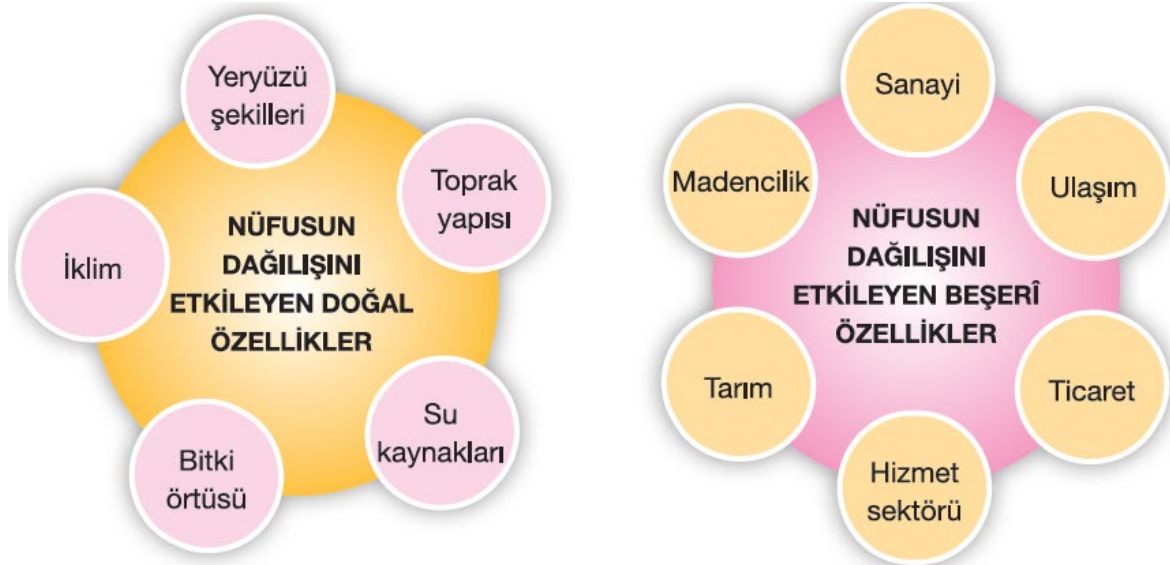 NÜFUSUN
DAĞILIŞINI
ETKİLEYEN DOĞAL
ÖZELLİKLER
Yeryüzü
şekilleri
Toprak
yapısı
Su
kaynakları
Bitki
örtüsü
İklim
NÜFUSUN
DAĞILIŞINI
ETKİLEYEN BEŞERÎ
ÖZELLİKLER
Sanayi
Ulaşım
Ticaret
Hizmet
sektörü
Tarım
Madencilik